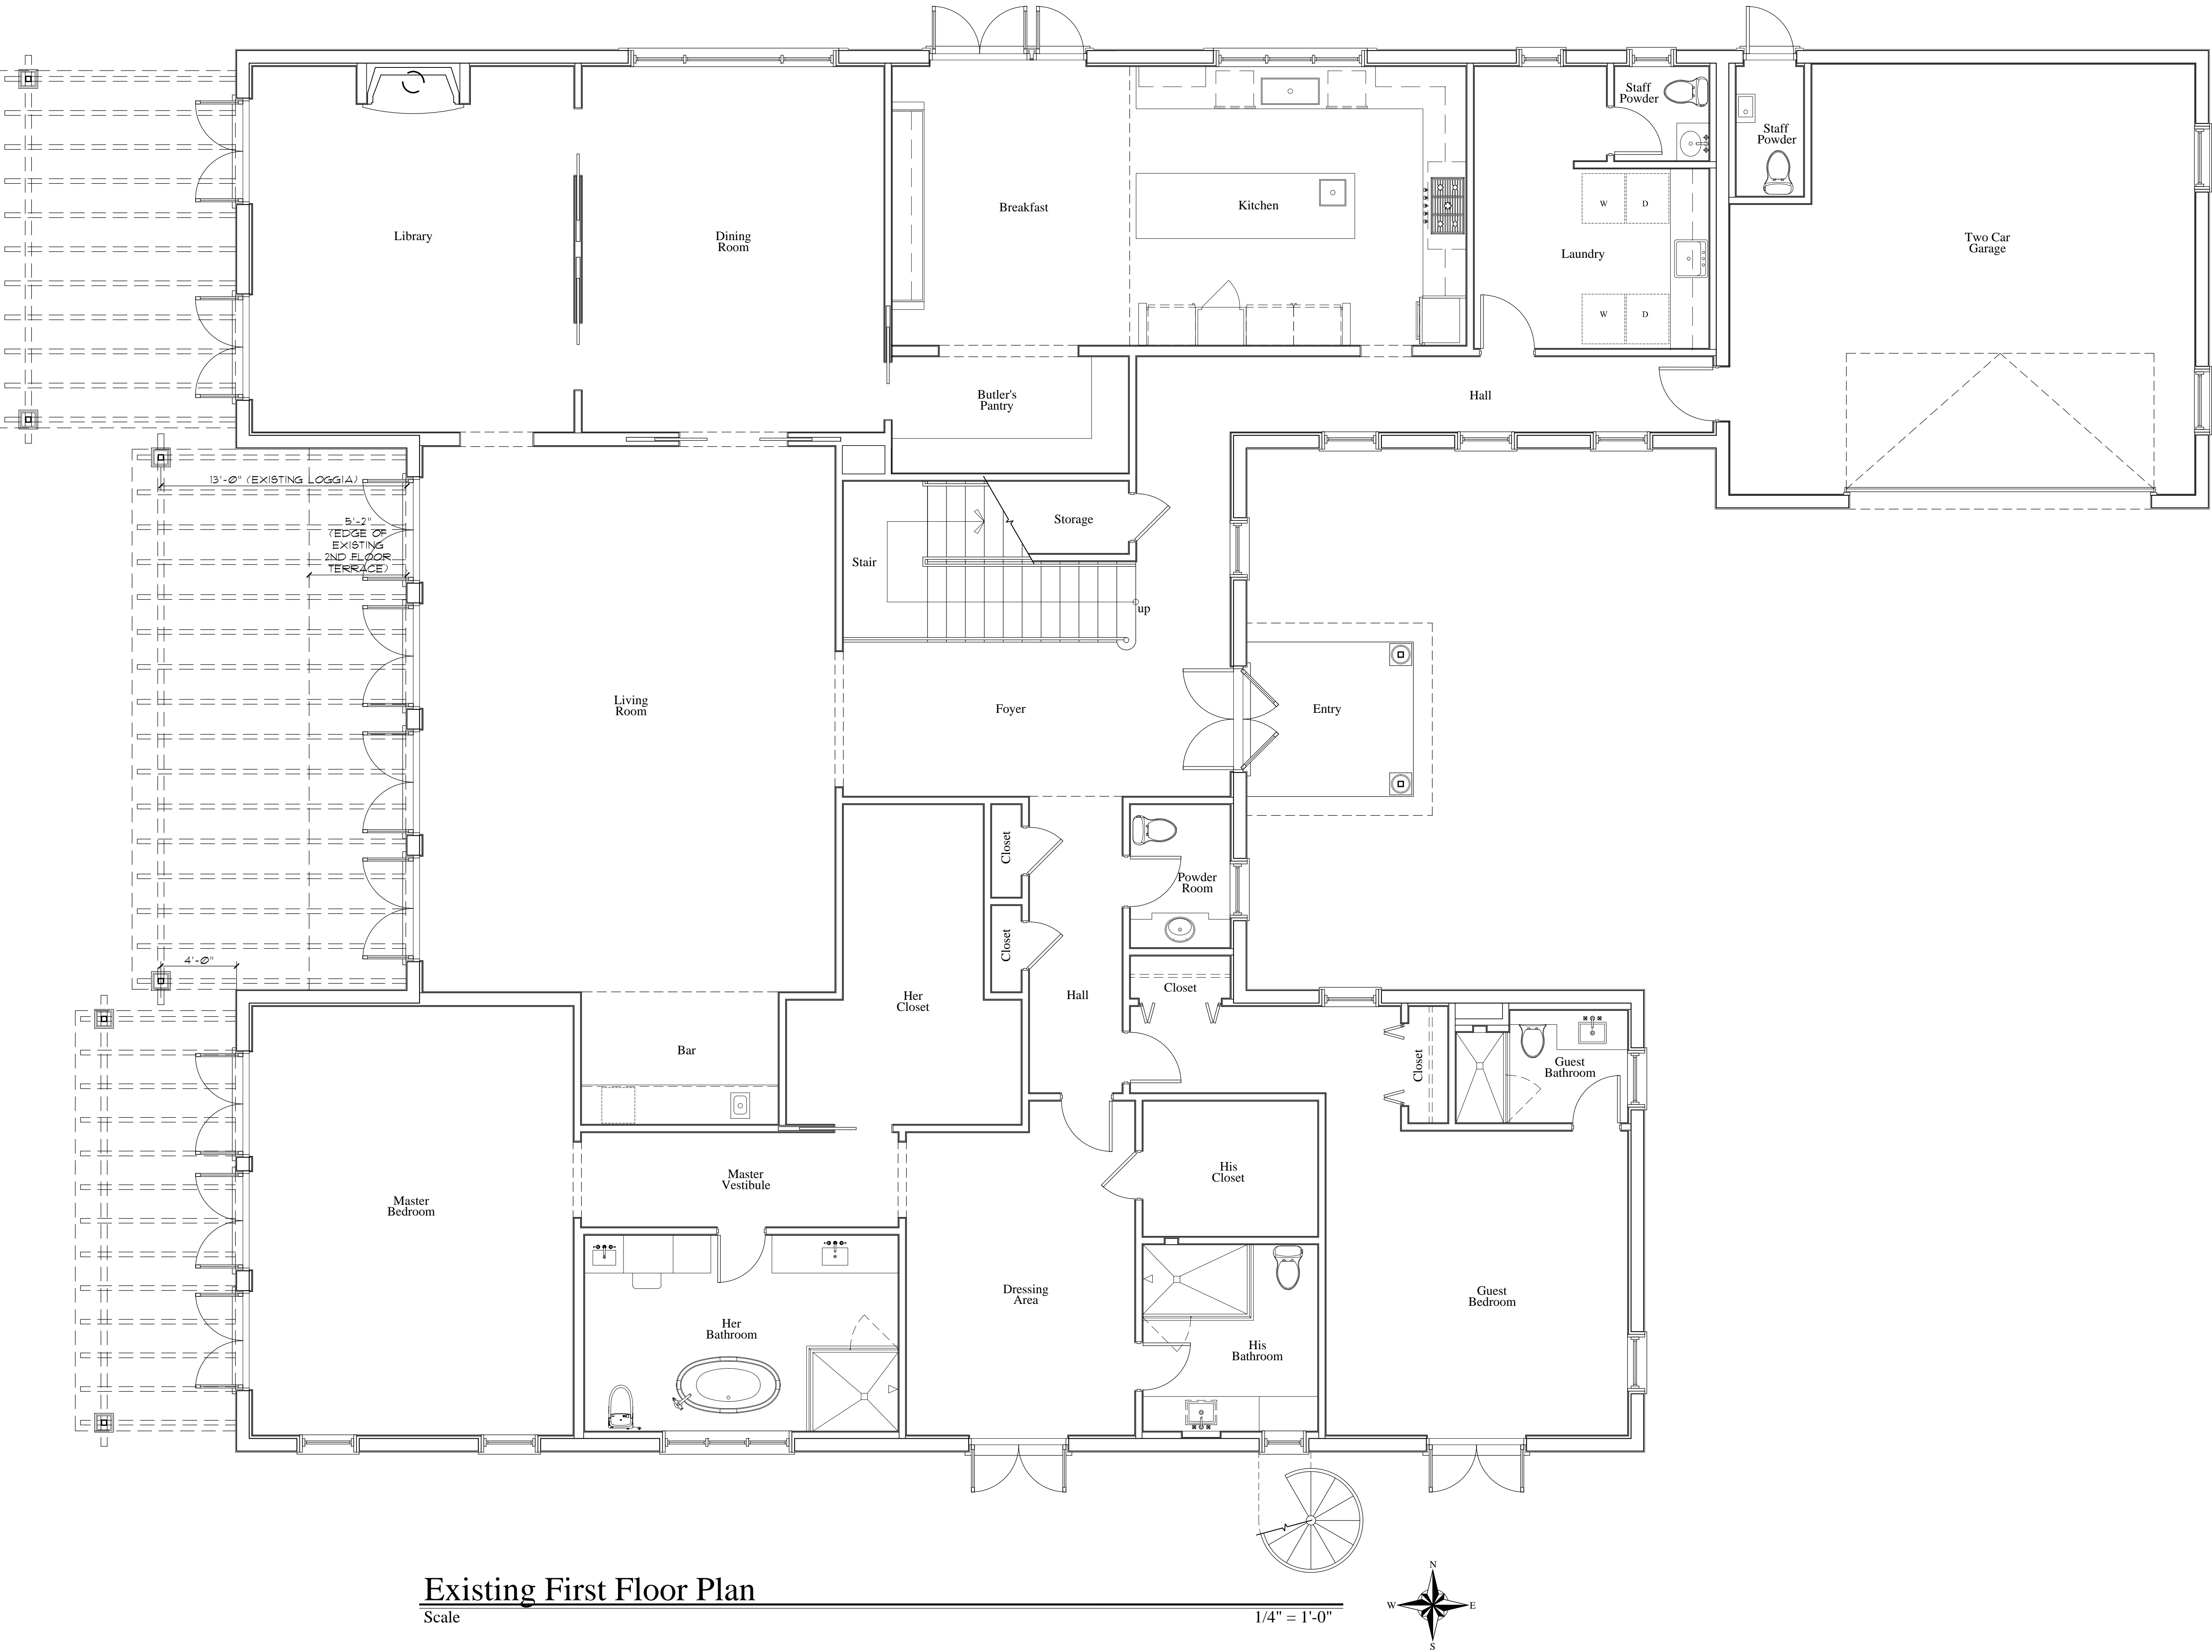 Staff
Powder
Staff
Powder
Library
Dining
Room
Breakfast
Kitchen
W
D
Laundry
W
D
Two Car
Garage
Butler's
Pantry
Hall
13'-0" (EXISTING LOGGIA)
5'-2"
(EDGE OF
EXISTING
2ND FLOOR
TERRACE)
Storage
Stair
up
Living
Room
Foyer
Entry
Closet
Powder
Room
Closet
4'-0"
Her
Closet
Hall
Closet
Bar
Closet
Guest
Bathroom
Master
Bedroom
Master
Vestibule
His
Closet
Dressing
Area
Guest
Bedroom
Her
Bathroom
His
Bathroom
Existing First Floor Plan
Scale
1/4" = 1'-0"
N
W
E
S